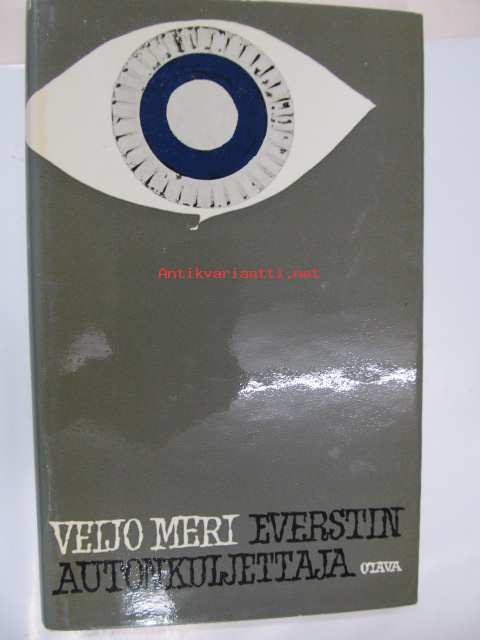 Antikvariaatti.net
VEIJO MERI EVERSTIN
AUTONKULJETTAJA OTAVA